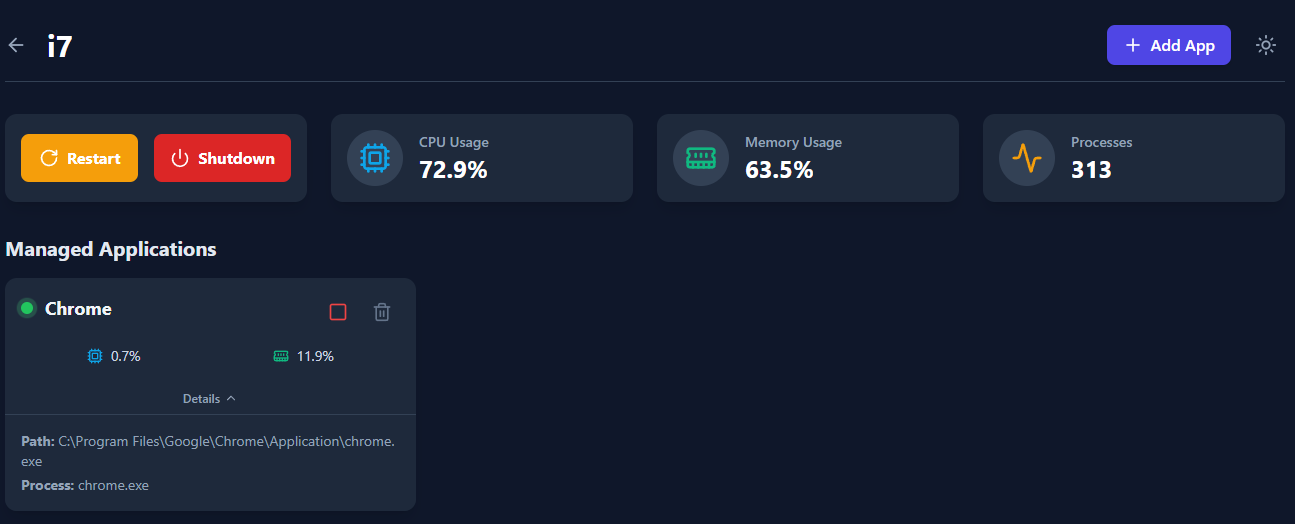 i7
Add App
Restart
Shutdown
CPU Usage
72.9%
Memory Usage
63.5%
Processes
313
Managed Applications
Chrome
0.7%
11.9%
Details
Path: C:\Program Files\Google\Chrome\Application\chrome.
exe
Process: chrome.exe